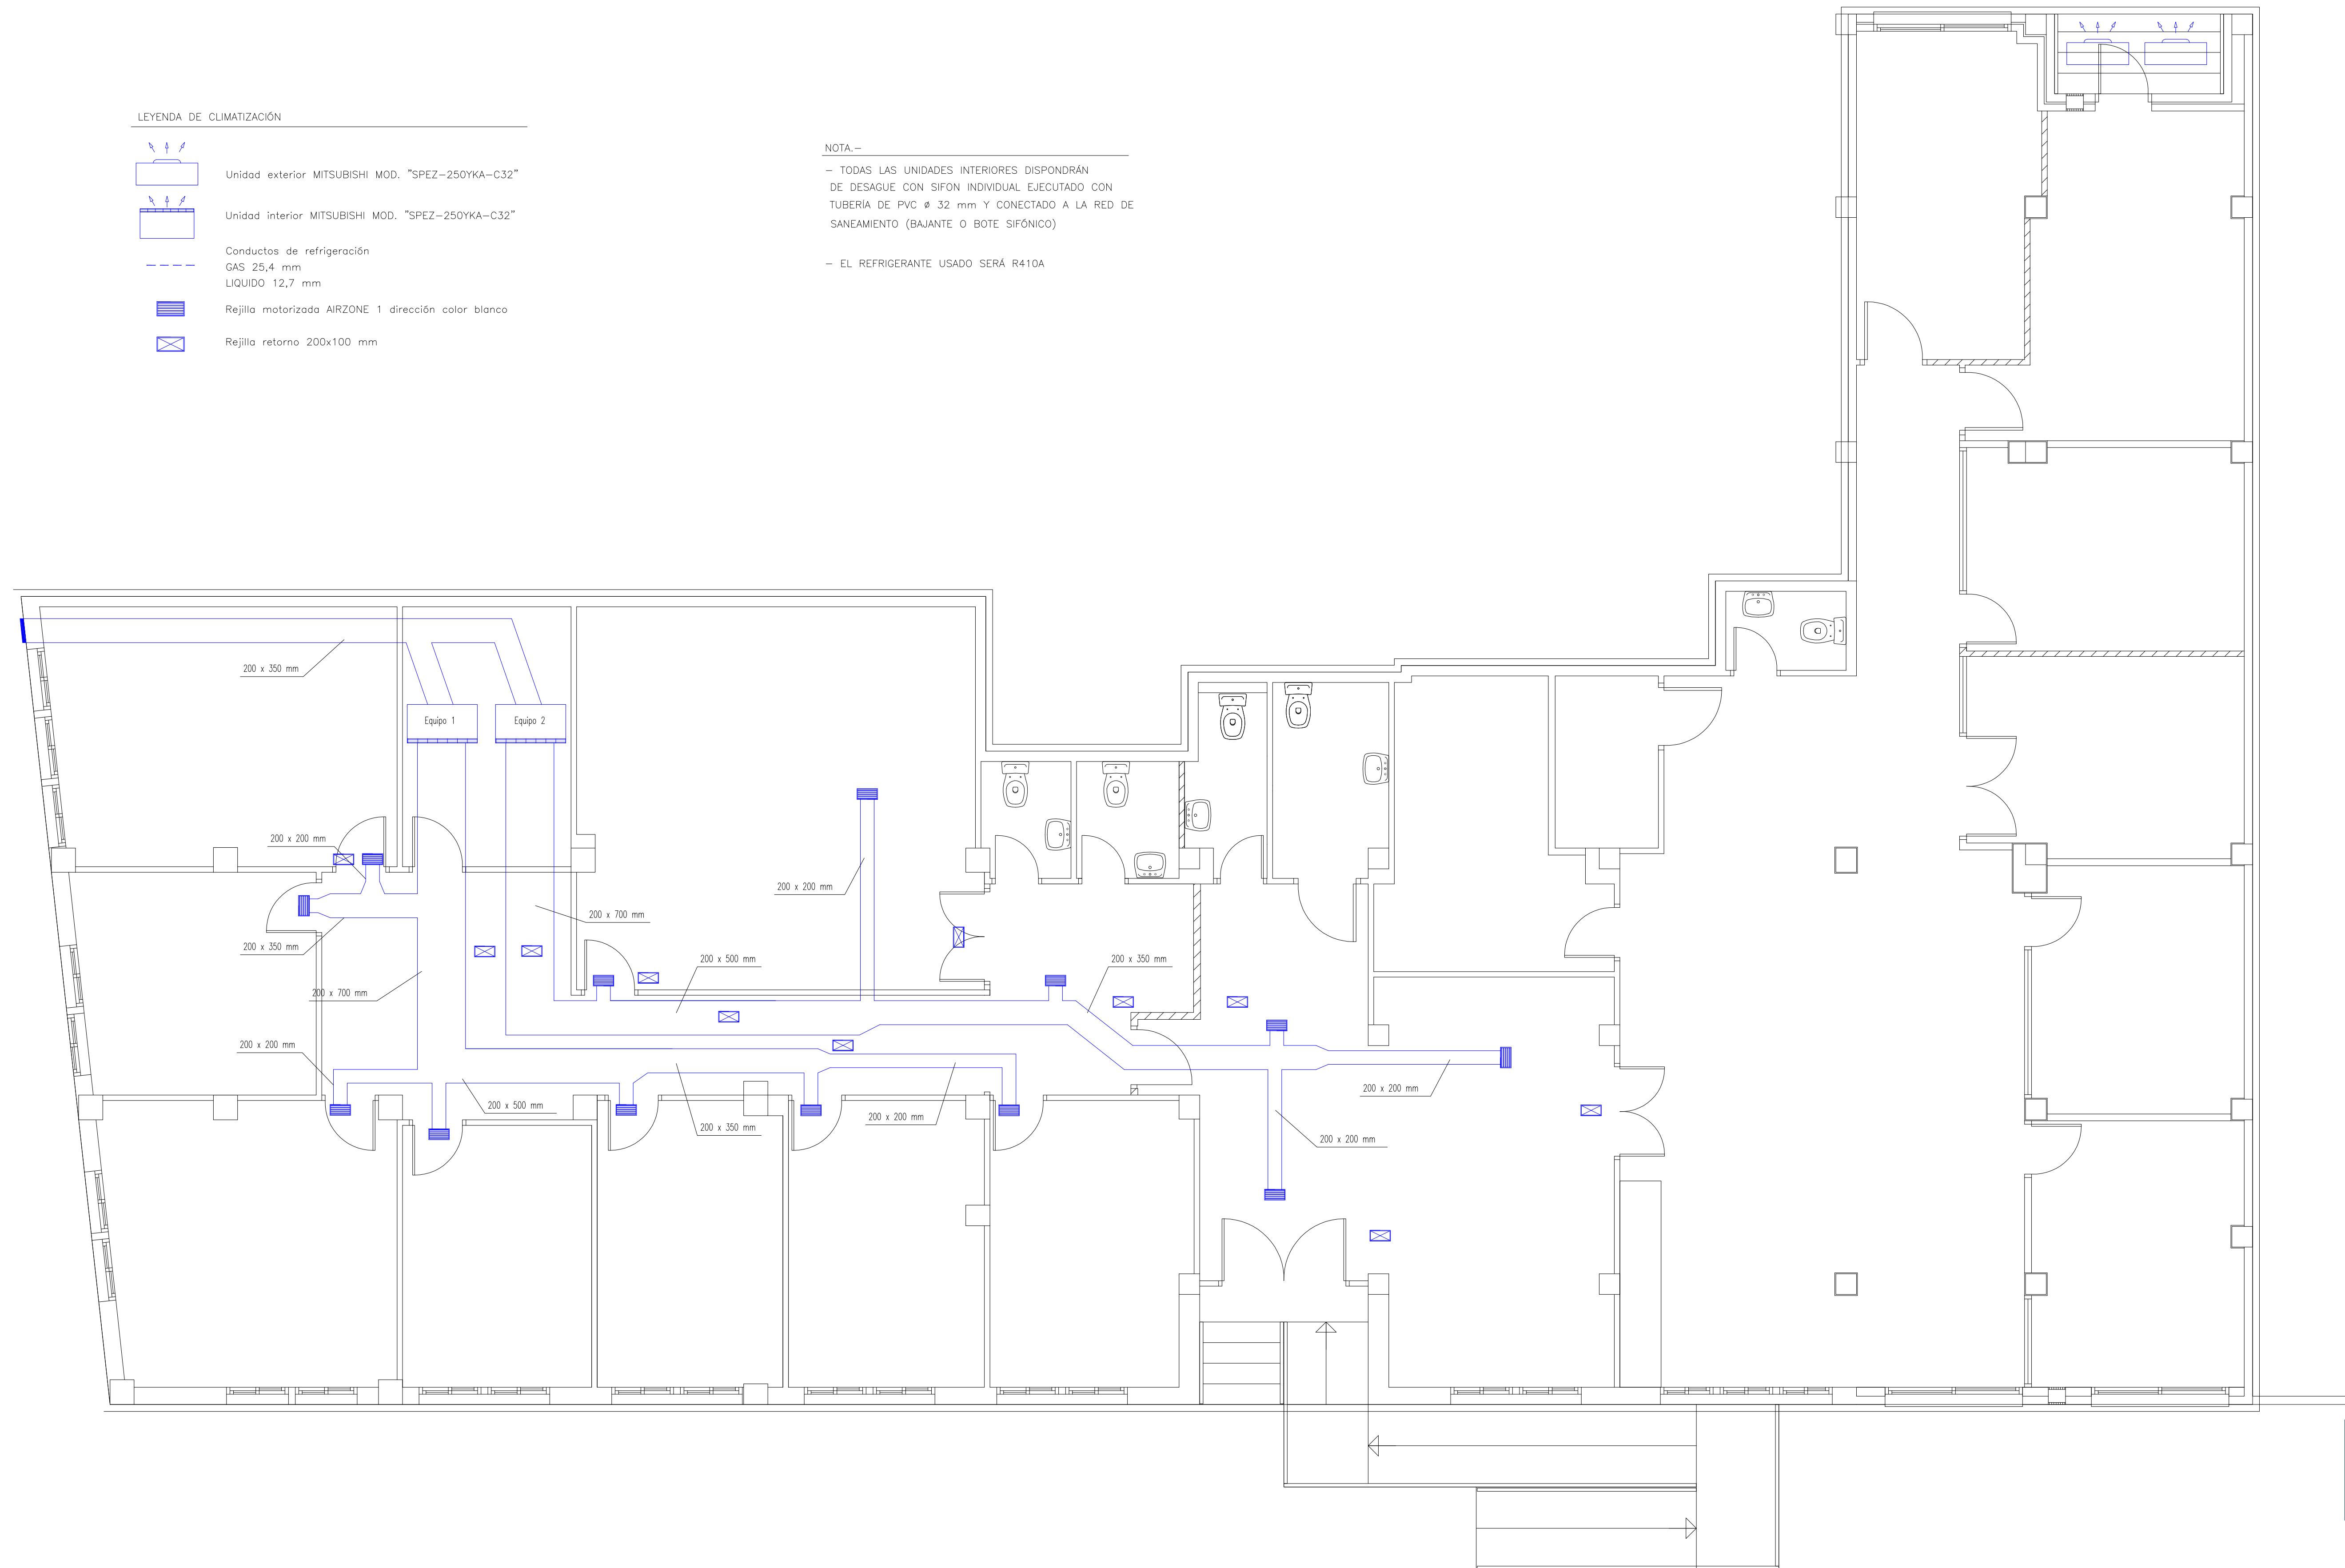 LEYENDA DE CLIMATIZACIÓN
Unidad exterior MITSUBISHI MOD. "SPEZ-250YKA-C32"
Unidad interior MITSUBISHI MOD. "SPEZ-250YKA-C32"
Conductos de refrigeración
GAS 25,4 mm
LIQUIDO 12,7 mm
Rejilla motorizada AIRZONE 1 dirección color blanco
Rejilla retorno 200x100 mm
NOTA.-
- TODAS LAS UNIDADES INTERIORES DISPONDRÁN
DE DESAGUE CON SIFON INDIVIDUAL EJECUTADO CON
TUBERÍA DE PVC ø 32 mm Y CONECTADO A LA RED DE
SANEAMIENTO (BAJANTE O BOTE SIFÓNICO)
- EL REFRIGERANTE USADO SERÁ R410A
200 x 350 mm
Equipo 1
Equipo 2
200 x 200 mm
200 x 200 mm
200 x 700 mm
200 x 350 mm
200 x 500 mm
200 x 350 mm
200 x 700 mm
200 x 200 mm
200 x 200 mm
200 x 500 mm
200 x 200 mm
200 x 350 mm
200 x 200 mm